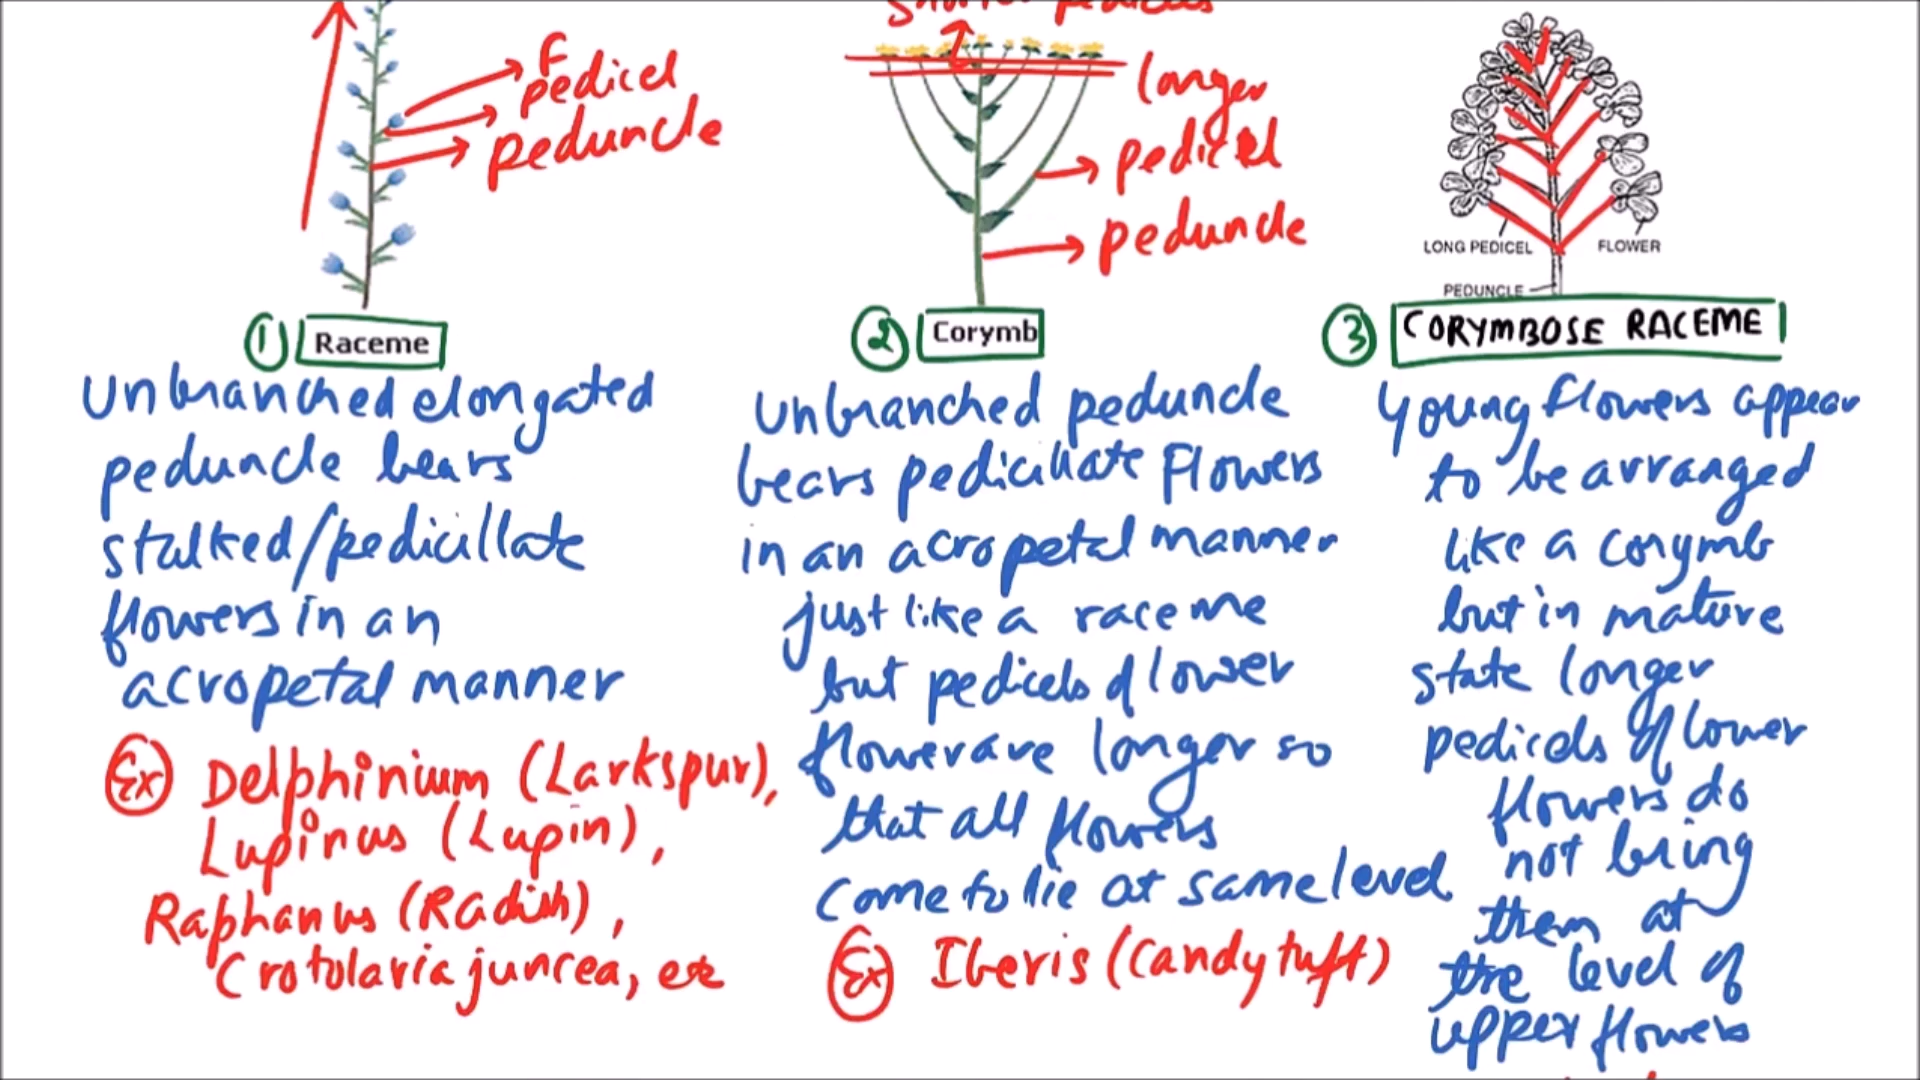 F
pedicel
peduncle
1 Raceme
Unbranched elongated
peduncle bears
stalked/pedicillate
flowers in an
acropetal manner
Ex Delphinium (Larkspur),
Lupinus (Lupin),
Raphanus (Radish),
Crotolaria juncea, etc
pedicels
longer
pedicel
peduncle
2 Corymb
Unbranched peduncle
bears pedicillate Flowers
in an acropetal manner
just like a raceme
but pedicels of lower
flower are longer so
that all flowers
come to lie at same level
Ex Iberis (Candytuft)
LONG PEDICEL
FLOWER
PEDUNCLE
3 CORYMBOSE RACEME
Young flowers appear
to be arranged
like a corymb
but in mature
state longer
pedicels of lower
flowers do
not bring
them at
the level of
upper flowers